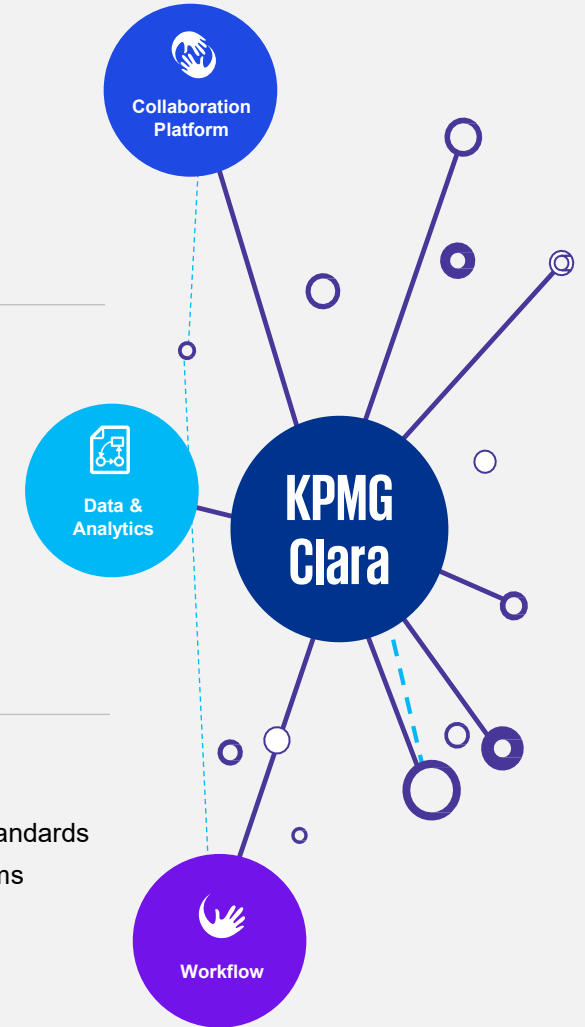 Collaboration
Platform
KPMG
Clara
Data &
Analytics
andards
ns
Workflow